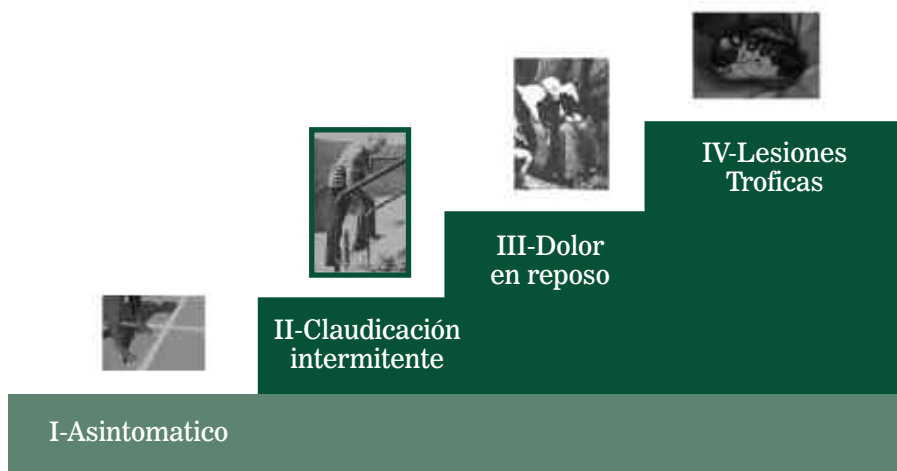 IV-Lesiones
Troficas
III-Dolor
en reposo
II-Claudicación
intermitente
I-Asintomatico